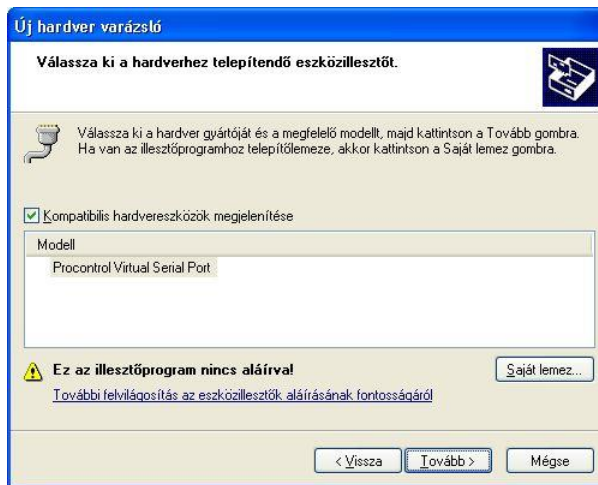 Új hardver varázsló
Válassza ki a hardverhez telepítendő eszközillesztőt.
Válassza ki a hardver gyártóját és a megfelelő modellt, majd kattintson a Tovább gombra.
Ha van az illesztőprogramhoz telepítőlemeze, akkor kattintson a Saját lemez gombra.
Kompatibilis hardvereszközök megjelenítése
Modell
Procontrol Virtual Serial Port
Ez az illesztőprogram nincs aláírva!
Saját lemez...
További felvilágosítás az eszközillesztők aláírásának fontosságáról
< Vissza
Tovább >
Mégse